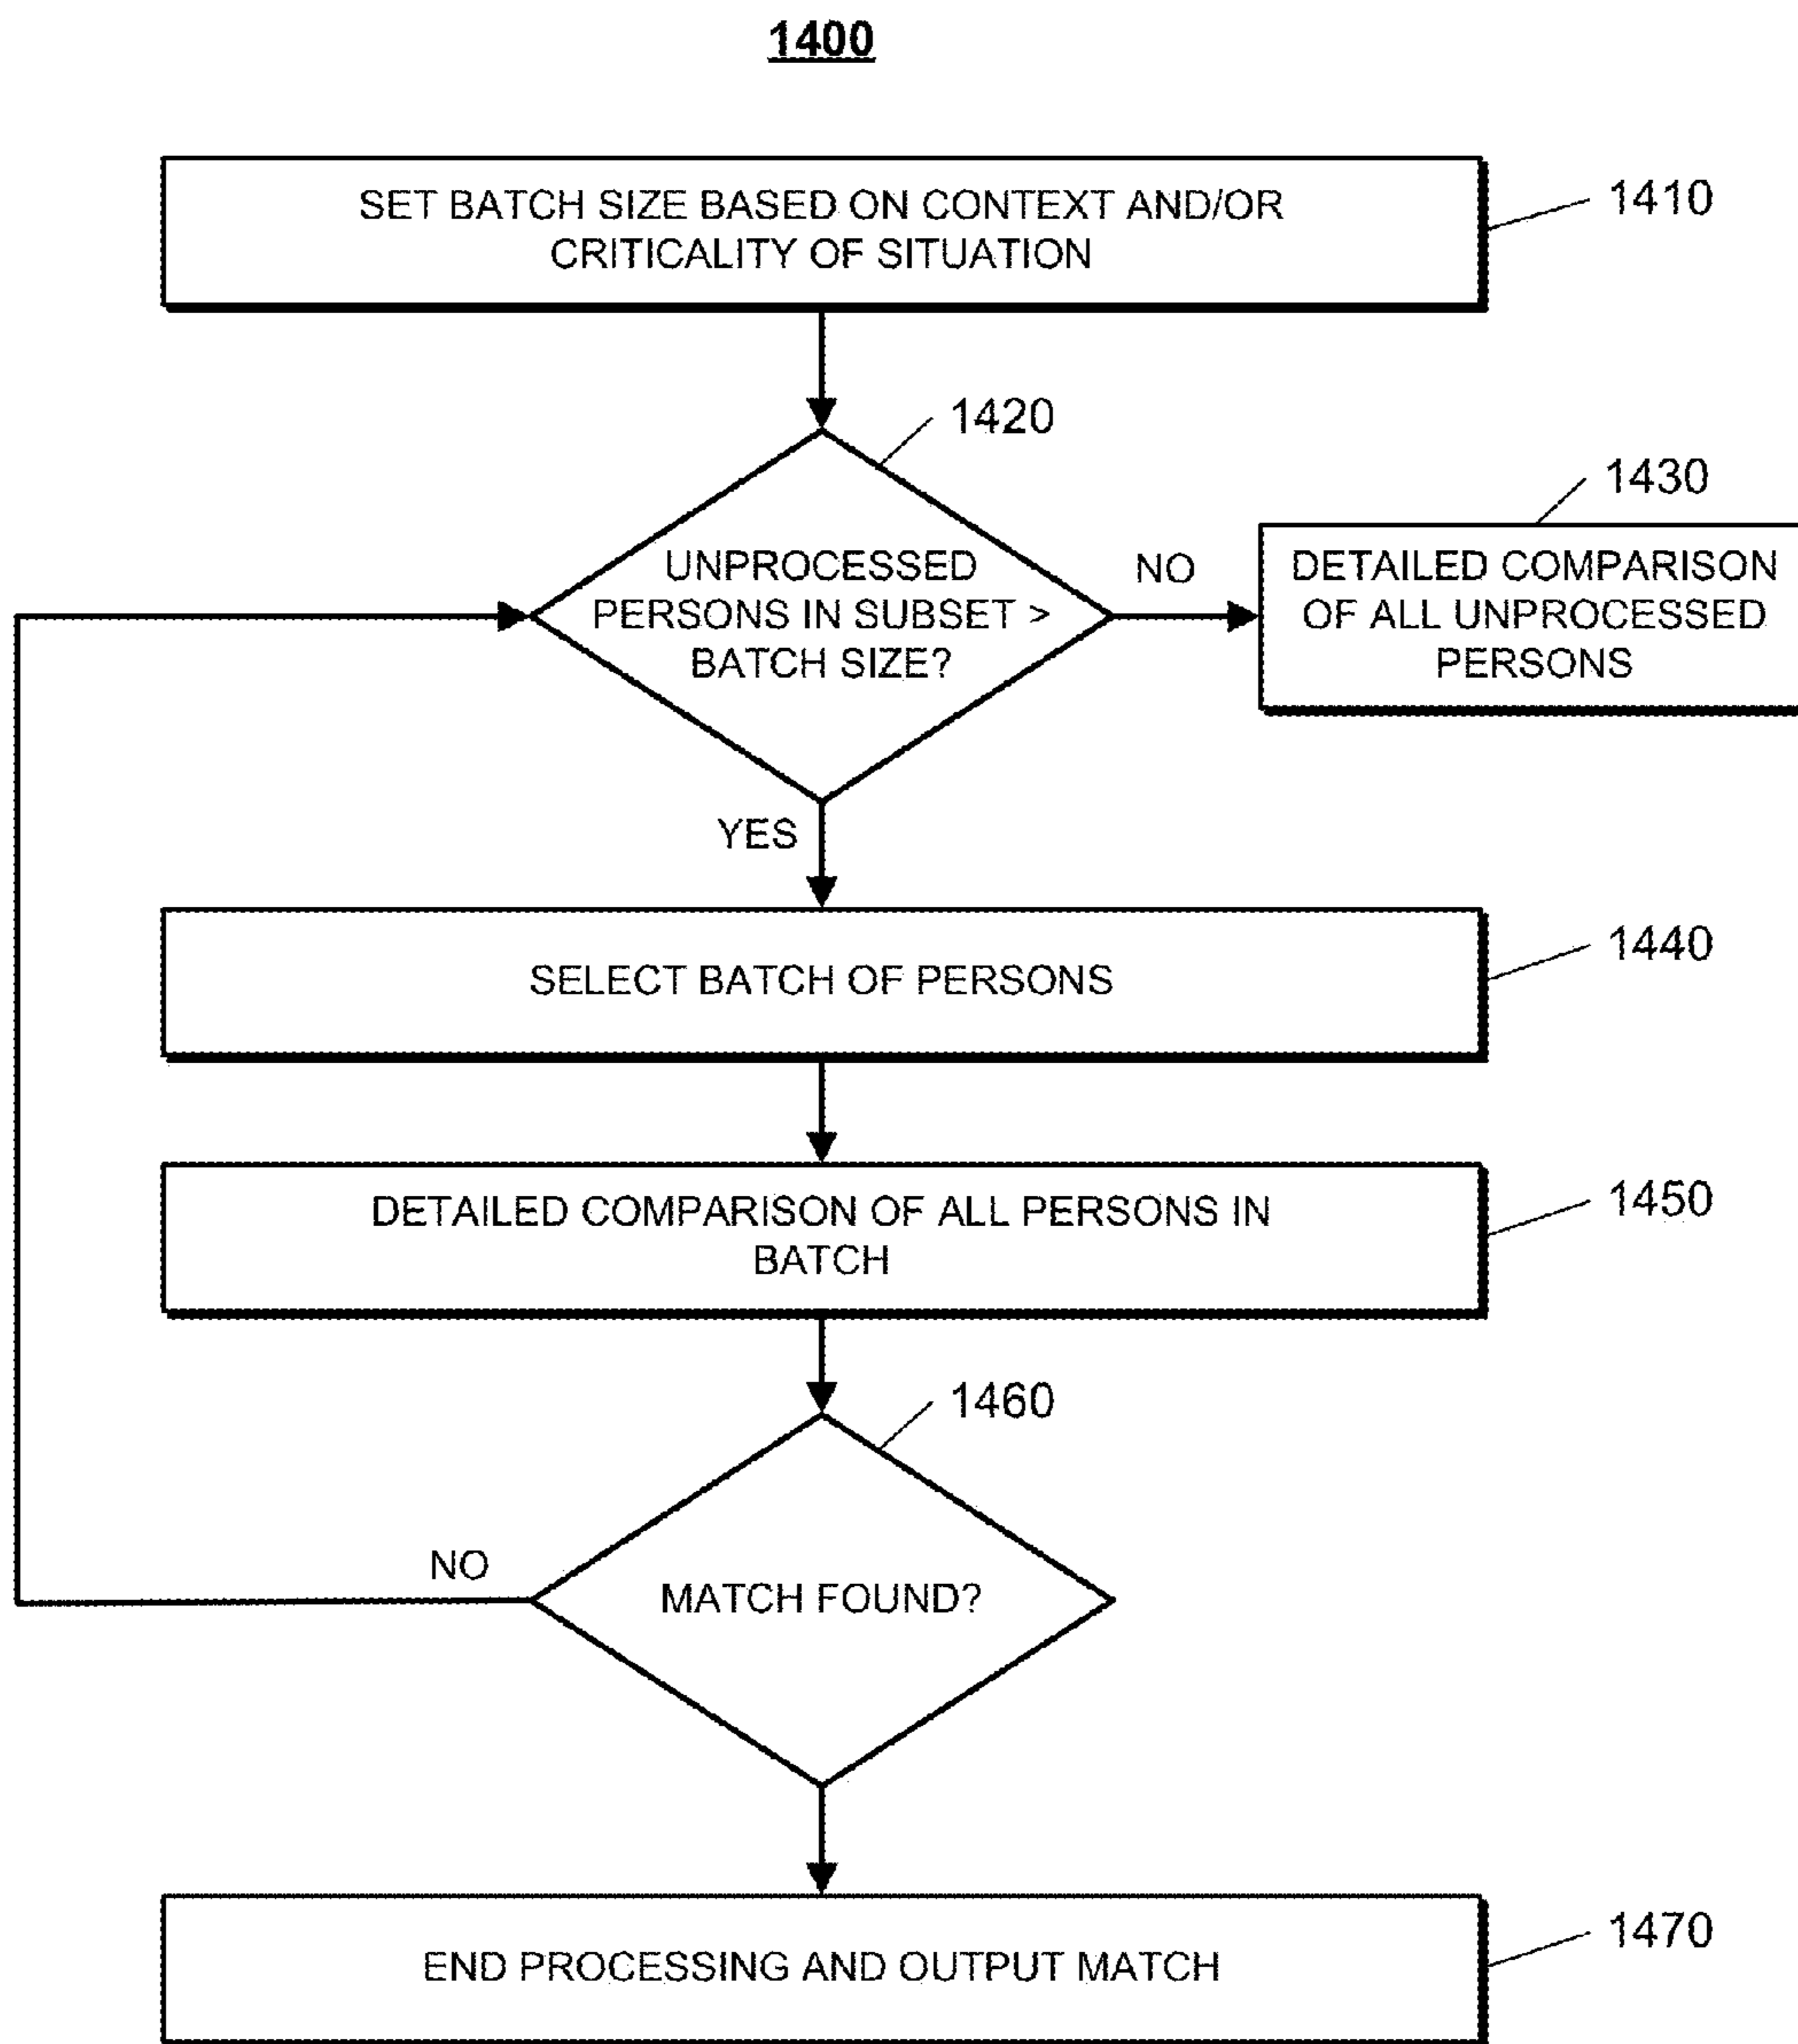 1400
SET BATCH SIZE BASED ON CONTEXT AND/OR
CRITICALITY OF SITUATION
1410
1420
UNPROCESSED
PERSONS IN SUBSET >
BATCH SIZE?
NO
1430
DETAILED COMPARISON
OF ALL UNPROCESSED
PERSONS
YES
SELECT BATCH OF PERSONS
1440
DETAILED COMPARISON OF ALL PERSONS IN
BATCH
1450
1460
NO
MATCH FOUND?
END PROCESSING AND OUTPUT MATCH
1470